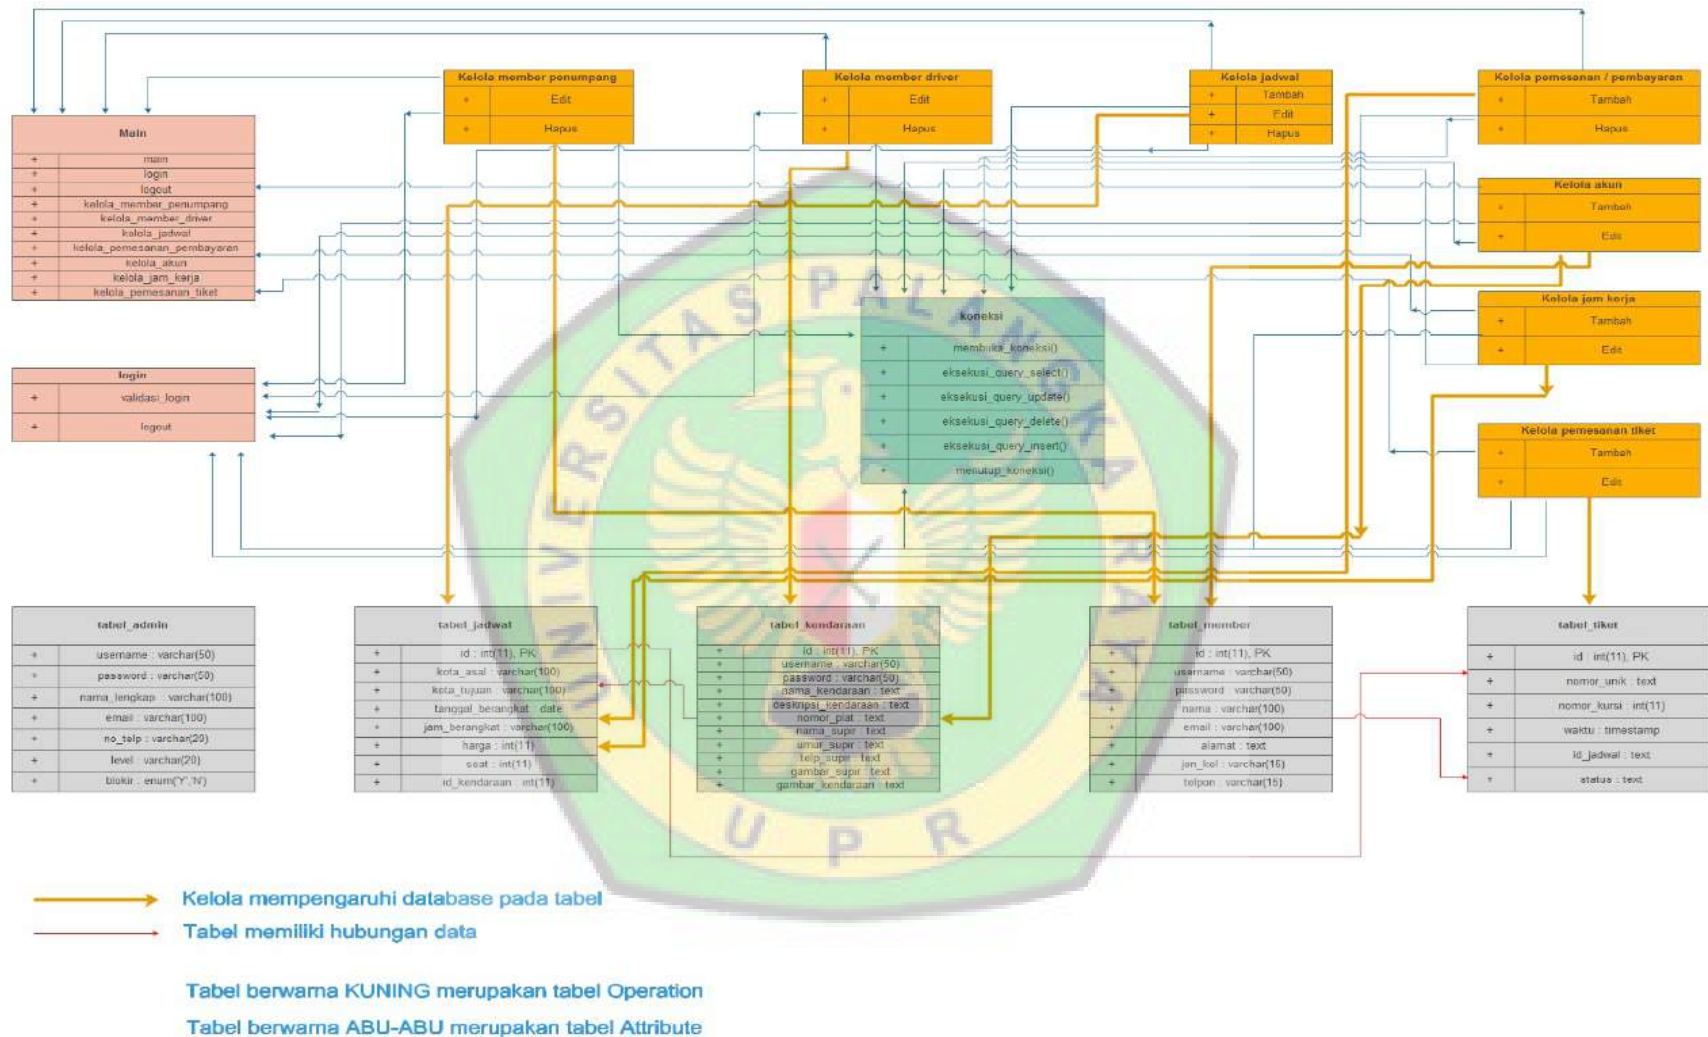 Kelola member penumpang
+ Edit
+ Hapus
Kelola member driver
+ Edit
+ Hapus
Kelola jadwal
+ Tambah
+ Edit
+ Hapus
Kelola pemesanan / pembayaran
+ Tambah
+ Hapus
Main
+ main
+ login
+ logout
+ kelola_member_penumpang
+ kelola_member_driver
+ kelola_jadwal
+ kelola_pemesanan_pembayaran
+ kelola_akun
+ kelola_jam_kerja
+ kelola_pemesanan_tiket
Kelola akun
+ Tambah
+ Edit
Kelola jam kerja
+ Tambah
+ Edit
koneksi
+ membuka_koneksi()
+ eksekusi_query_select()
+ eksekusi_query_update()
+ eksekusi_query_delete()
+ eksekusi_query_insert()
+ menutup_koneksi()
login
+ validasi_login
+ logout
Kelola pemesanan tiket
+ Tambah
+ Edit
UNIVERSITAS PALANGKA RAYA
UPR
tabel_admin
+ username : varchar(50)
+ password : varchar(50)
+ nama_lengkap : varchar(100)
+ email : varchar(100)
+ no_telp : varchar(20)
+ level : varchar(20)
+ blokir : enum('Y','N')
tabel_jadwal
+ id : int(11), PK
+ kota_asal : varchar(100)
+ kota_tujuan : varchar(100)
+ tanggal_berangkat : date
+ jam_berangkat : varchar(100)
+ harga : int(11)
+ seat : int(11)
+ id_kendaraan : int(11)
tabel_kendaraan
+ id : int(11), PK
+ username : varchar(50)
+ password : varchar(50)
+ nama_kendaraan : text
+ deskripsi_kendaraan : text
+ nomor_plat : text
+ nama_supir : text
+ umur_supir : text
+ telp_supir : text
+ gambar_supir : text
+ gambar_kendaraan : text
tabel_member
+ id : int(11), PK
+ username : varchar(50)
+ password : varchar(50)
+ nama : varchar(100)
+ email : varchar(100)
+ alamat : text
+ jen_kel : varchar(15)
+ telpon : varchar(15)
tabel_tiket
+ id : int(11), PK
+ nomor_unik : text
+ nomor_kursi : int(11)
+ waktu : timestamp
+ id_jadwal : text
+ status : text
Kelola mempengaruhi database pada tabel
Tabel memiliki hubungan data
Tabel berwarna KUNING merupakan tabel Operation
Tabel berwarna ABU-ABU merupakan tabel Attribute